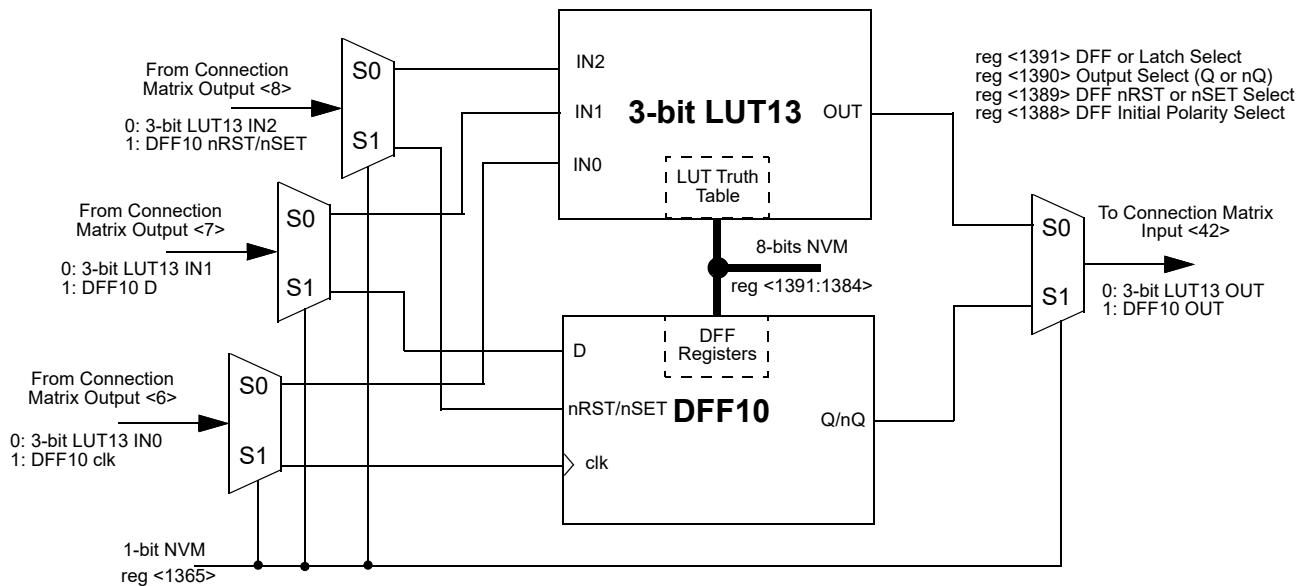 From Connection
Matrix Output <8>
0: 3-bit LUT13 IN2
1: DFF10 nRST/nSET
S0
S1
IN2
IN1
IN0
3-bit LUT13
OUT
LUT Truth
Table
reg <1391> DFF or Latch Select
reg <1390> Output Select (Q or nQ)
reg <1389> DFF nRST or nSET Select
reg <1388> DFF Initial Polarity Select
From Connection
Matrix Output <7>
0: 3-bit LUT13 IN1
1: DFF10 D
S0
S1
8-bits NVM
reg <1391:1384>
S0
S1
To Connection Matrix
Input <42>
0: 3-bit LUT13 OUT
1: DFF10 OUT
From Connection
Matrix Output <6>
0: 3-bit LUT13 IN0
1: DFF10 clk
S0
S1
D
nRST/nSET
clk
DFF
Registers
DFF10
Q/nQ
1-bit NVM
reg <1365>